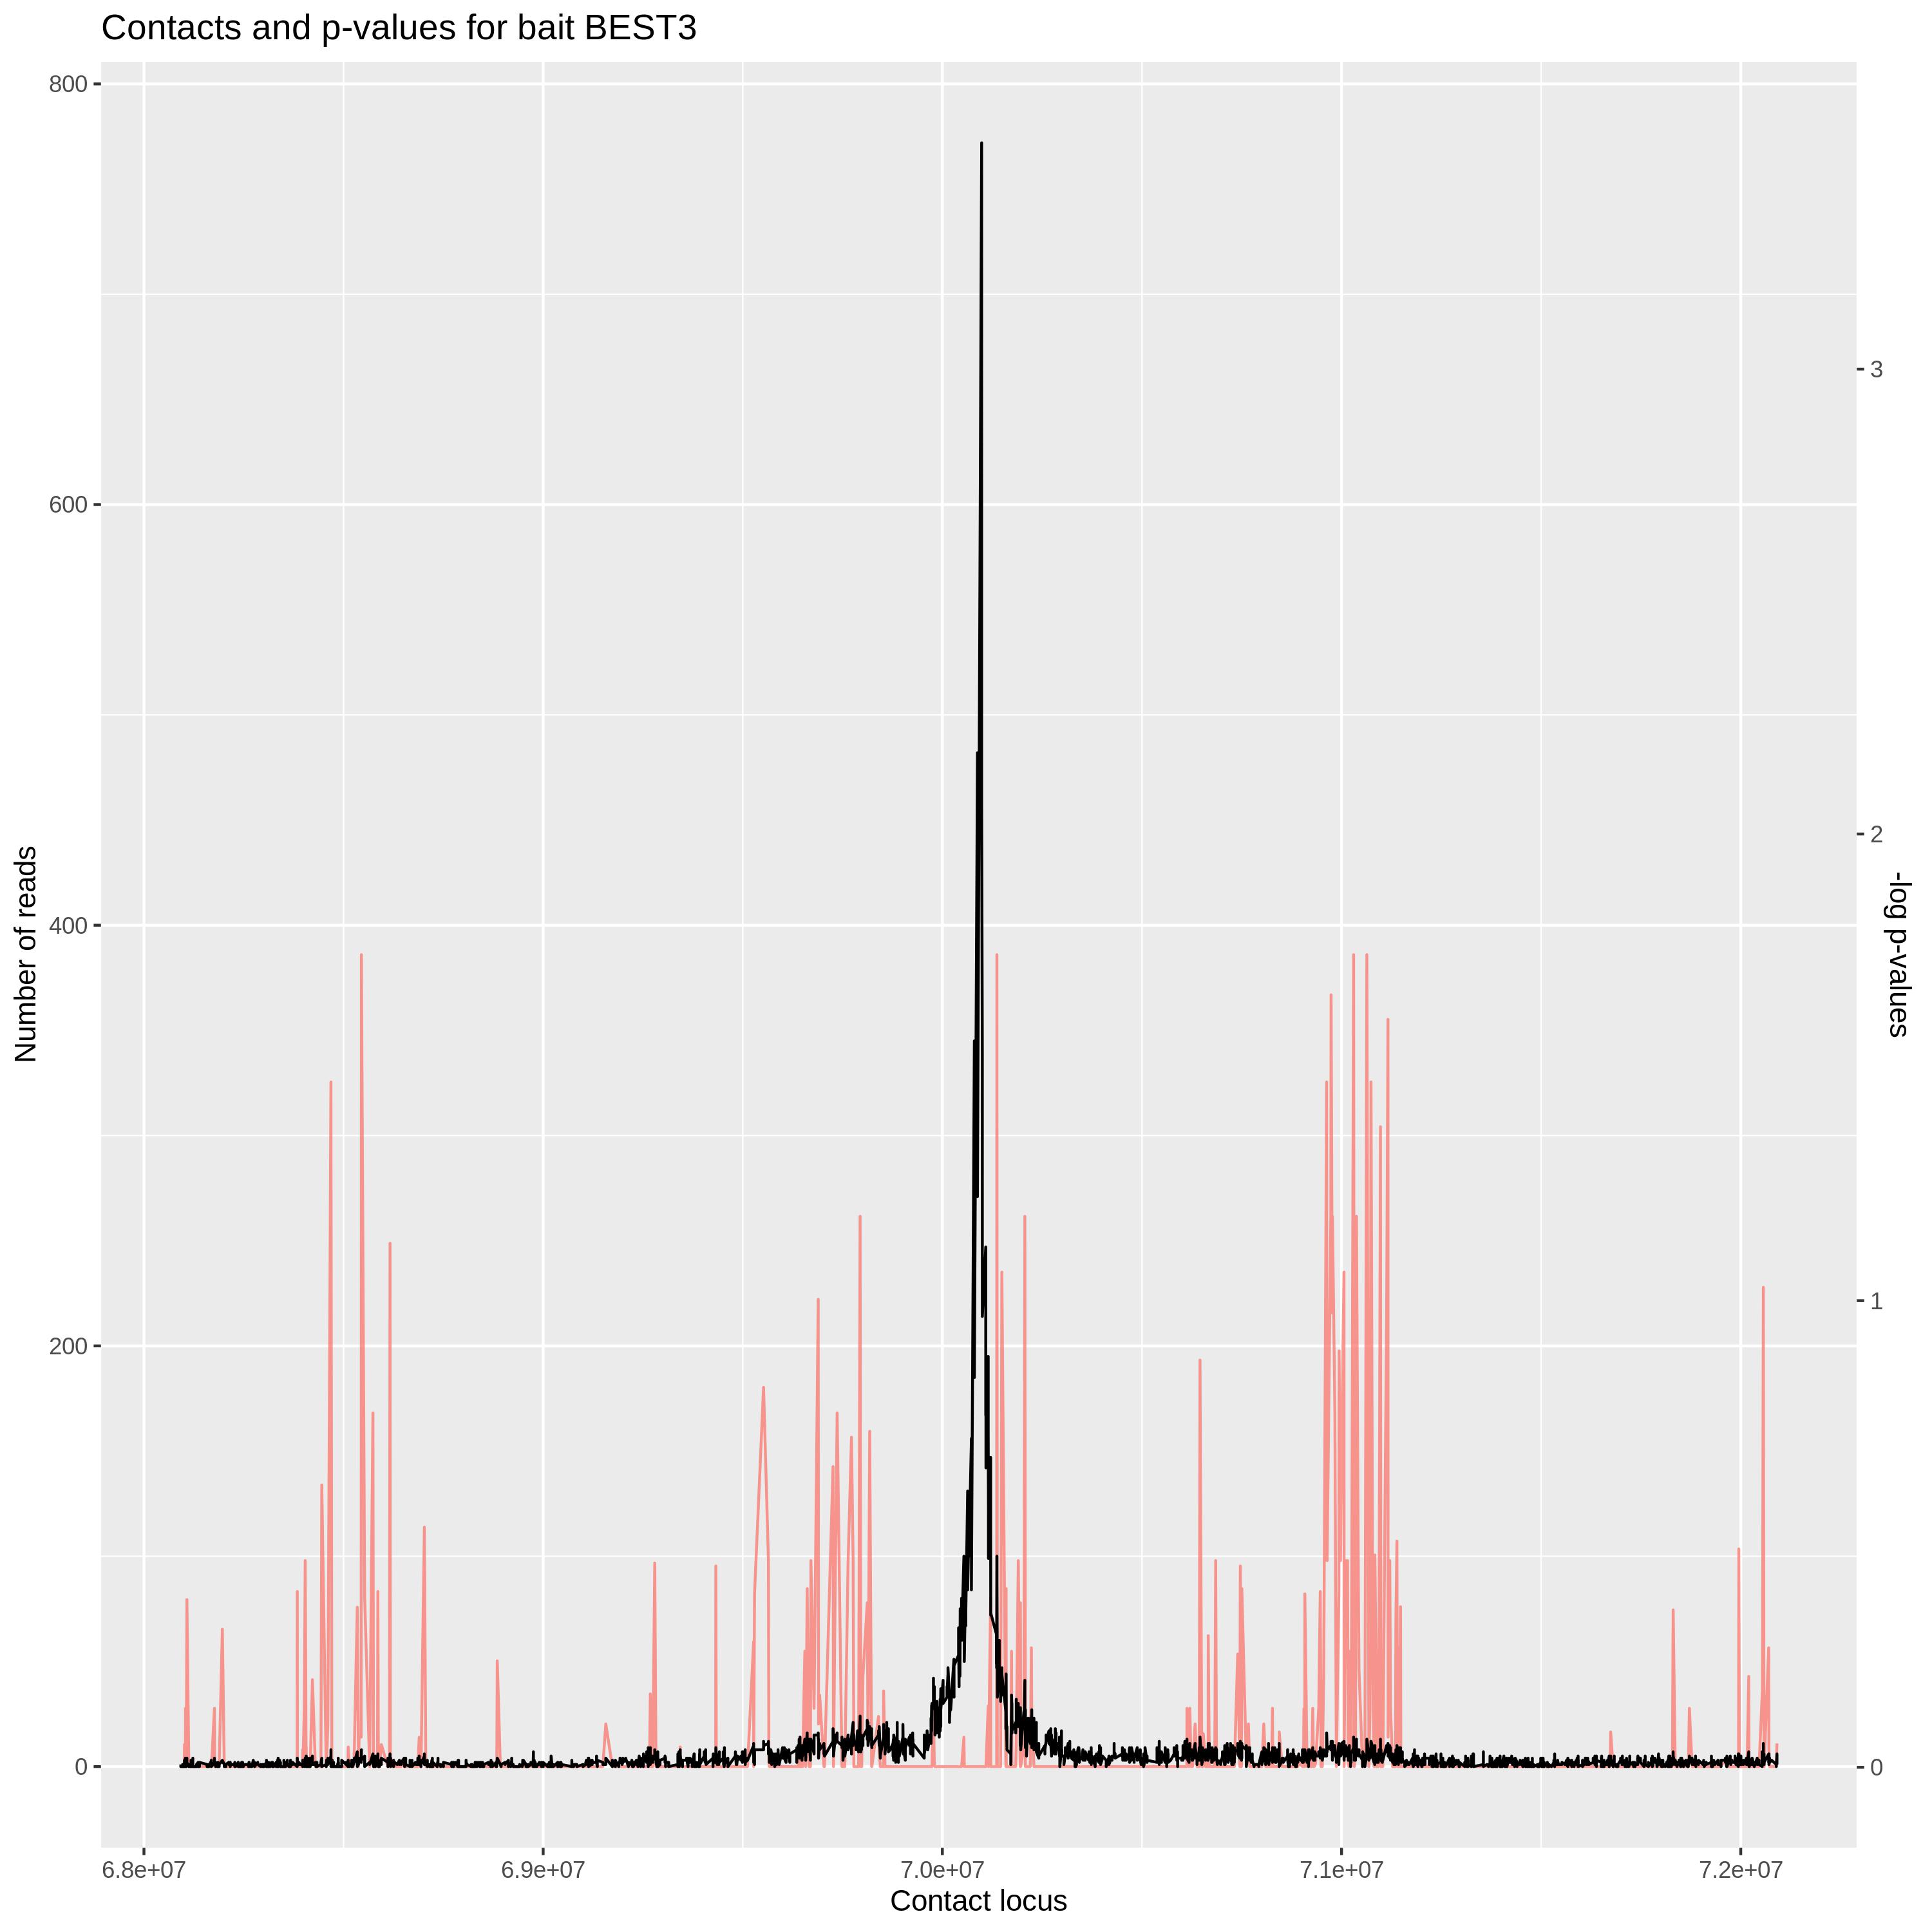 Contacts and p-values for bait BEST3
800
600
400
200
0
Number of reads
3
2
1
0
-log p-values
6.8e+07
6.9e+07
7.0e+07
7.1e+07
7.2e+07
Contact locus